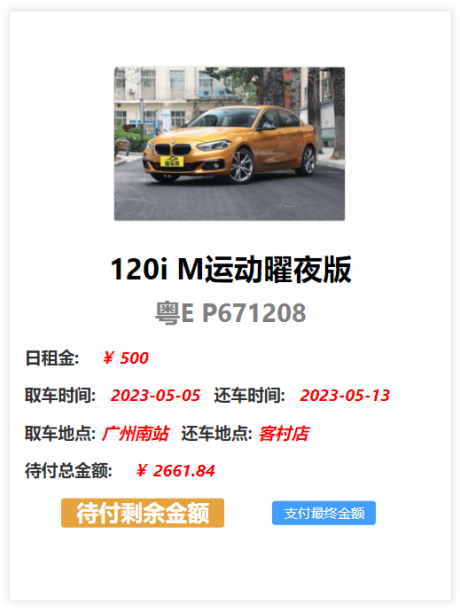 120i M运动曜夜版
粤E P671208
日租金: ￥ 500
取车时间: 2023-05-05 还车时间: 2023-05-13
取车地点: 广州南站 还车地点: 客村店
待付总金额: ￥ 2661.84
待付剩余金额 支付最终金额